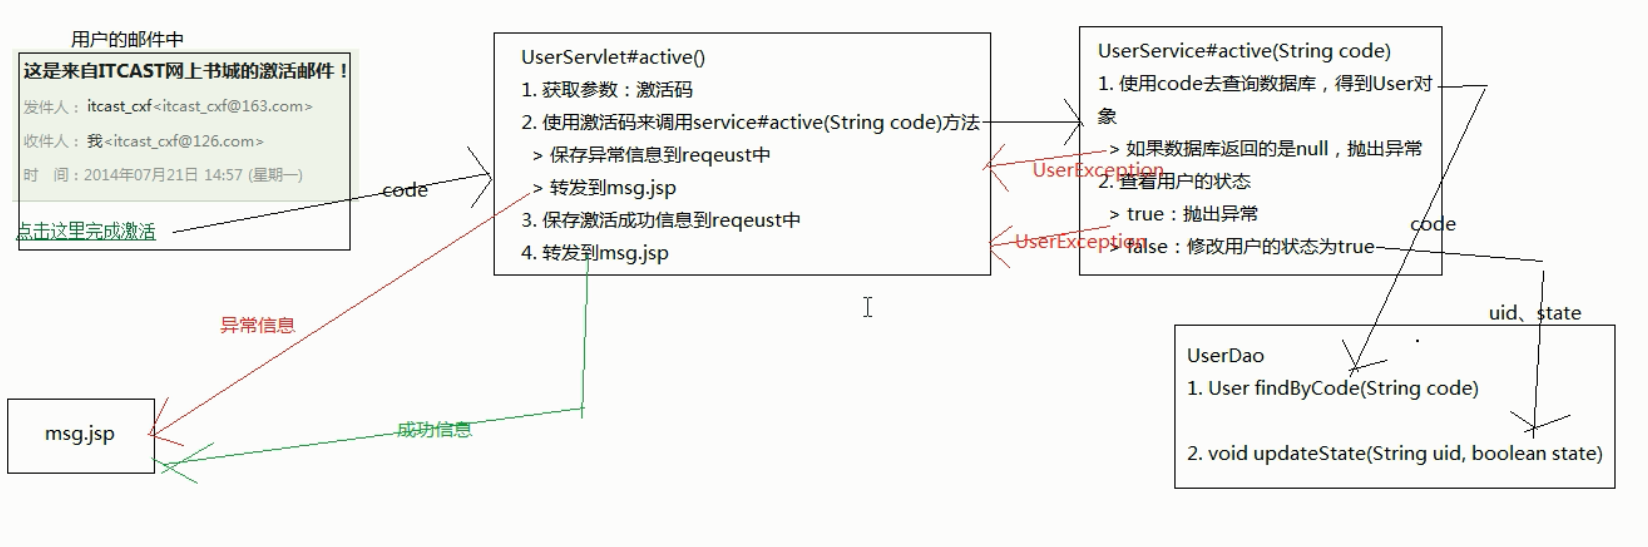 用户的邮件中
这是来自ITCAST网上书城的激活邮件！
发件人：itcast_cxf<itcast_cxf@163.com>
收件人：我<itcast_cxf@126.com>
时 间：2014年07月21日 14:57 (星期一)
点击这里完成激活
code
UserServlet#active()
1. 获取参数：激活码
2. 使用激活码来调用service#active(String code)方法
> 保存异常信息到reqeust中
> 转发到msg.jsp
3. 保存激活成功信息到reqeust中
4. 转发到msg.jsp
UserService#active(String code)
1. 使用code去查询数据库，得到User对
象
> 如果数据库返回的是null，抛出异常
UserException
2. 查看用户的状态
> true：抛出异常
UserException
> false：修改用户的状态为true
code
uid、state
UserDao
1. User findByCode(String code)
2. void updateState(String uid, boolean state)
异常信息
成功信息
msg.jsp